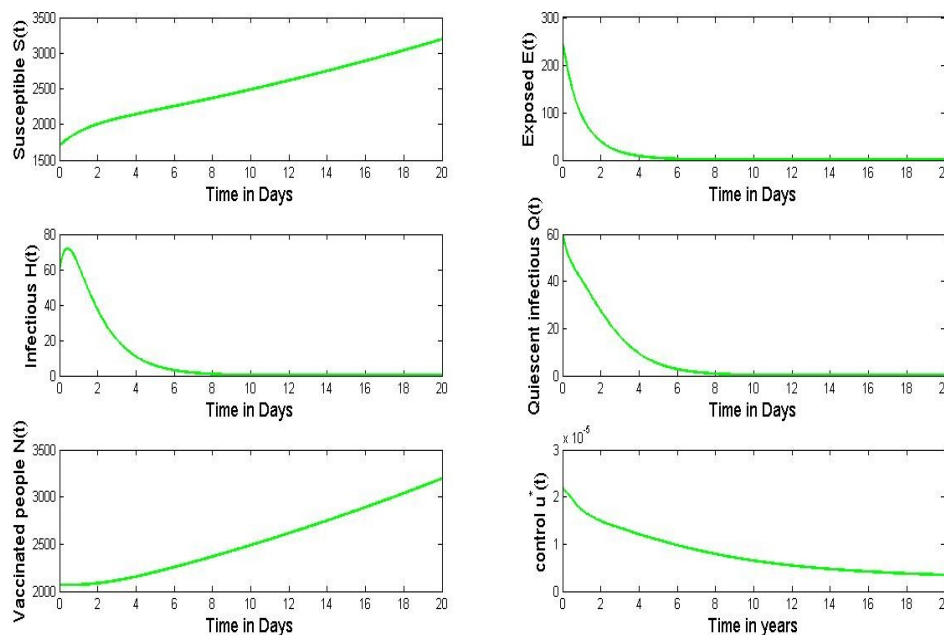 Susceptible S(t)
3500
3000
2500
2000
1500
0 2 4 6 8 10 12 14 16 18 20
Time in Days
Exposed E(t)
300
200
100
0
0 2 4 6 8 10 12 14 16 18 2
Time in Days
Infectious H(t)
80
60
40
20
0
0 2 4 6 8 10 12 14 16 18 20
Time in Days
Quiescent infectious Q(t)
60
40
20
0
0 2 4 6 8 10 12 14 16 18 2
Time in Days
Vaccinated people N(t)
3500
3000
2500
2000
0 2 4 6 8 10 12 14 16 18 20
Time in Days
control u*(t)
x 10⁻⁵
3
2
1
0
0 2 4 6 8 10 12 14 16 18 2
Time in years